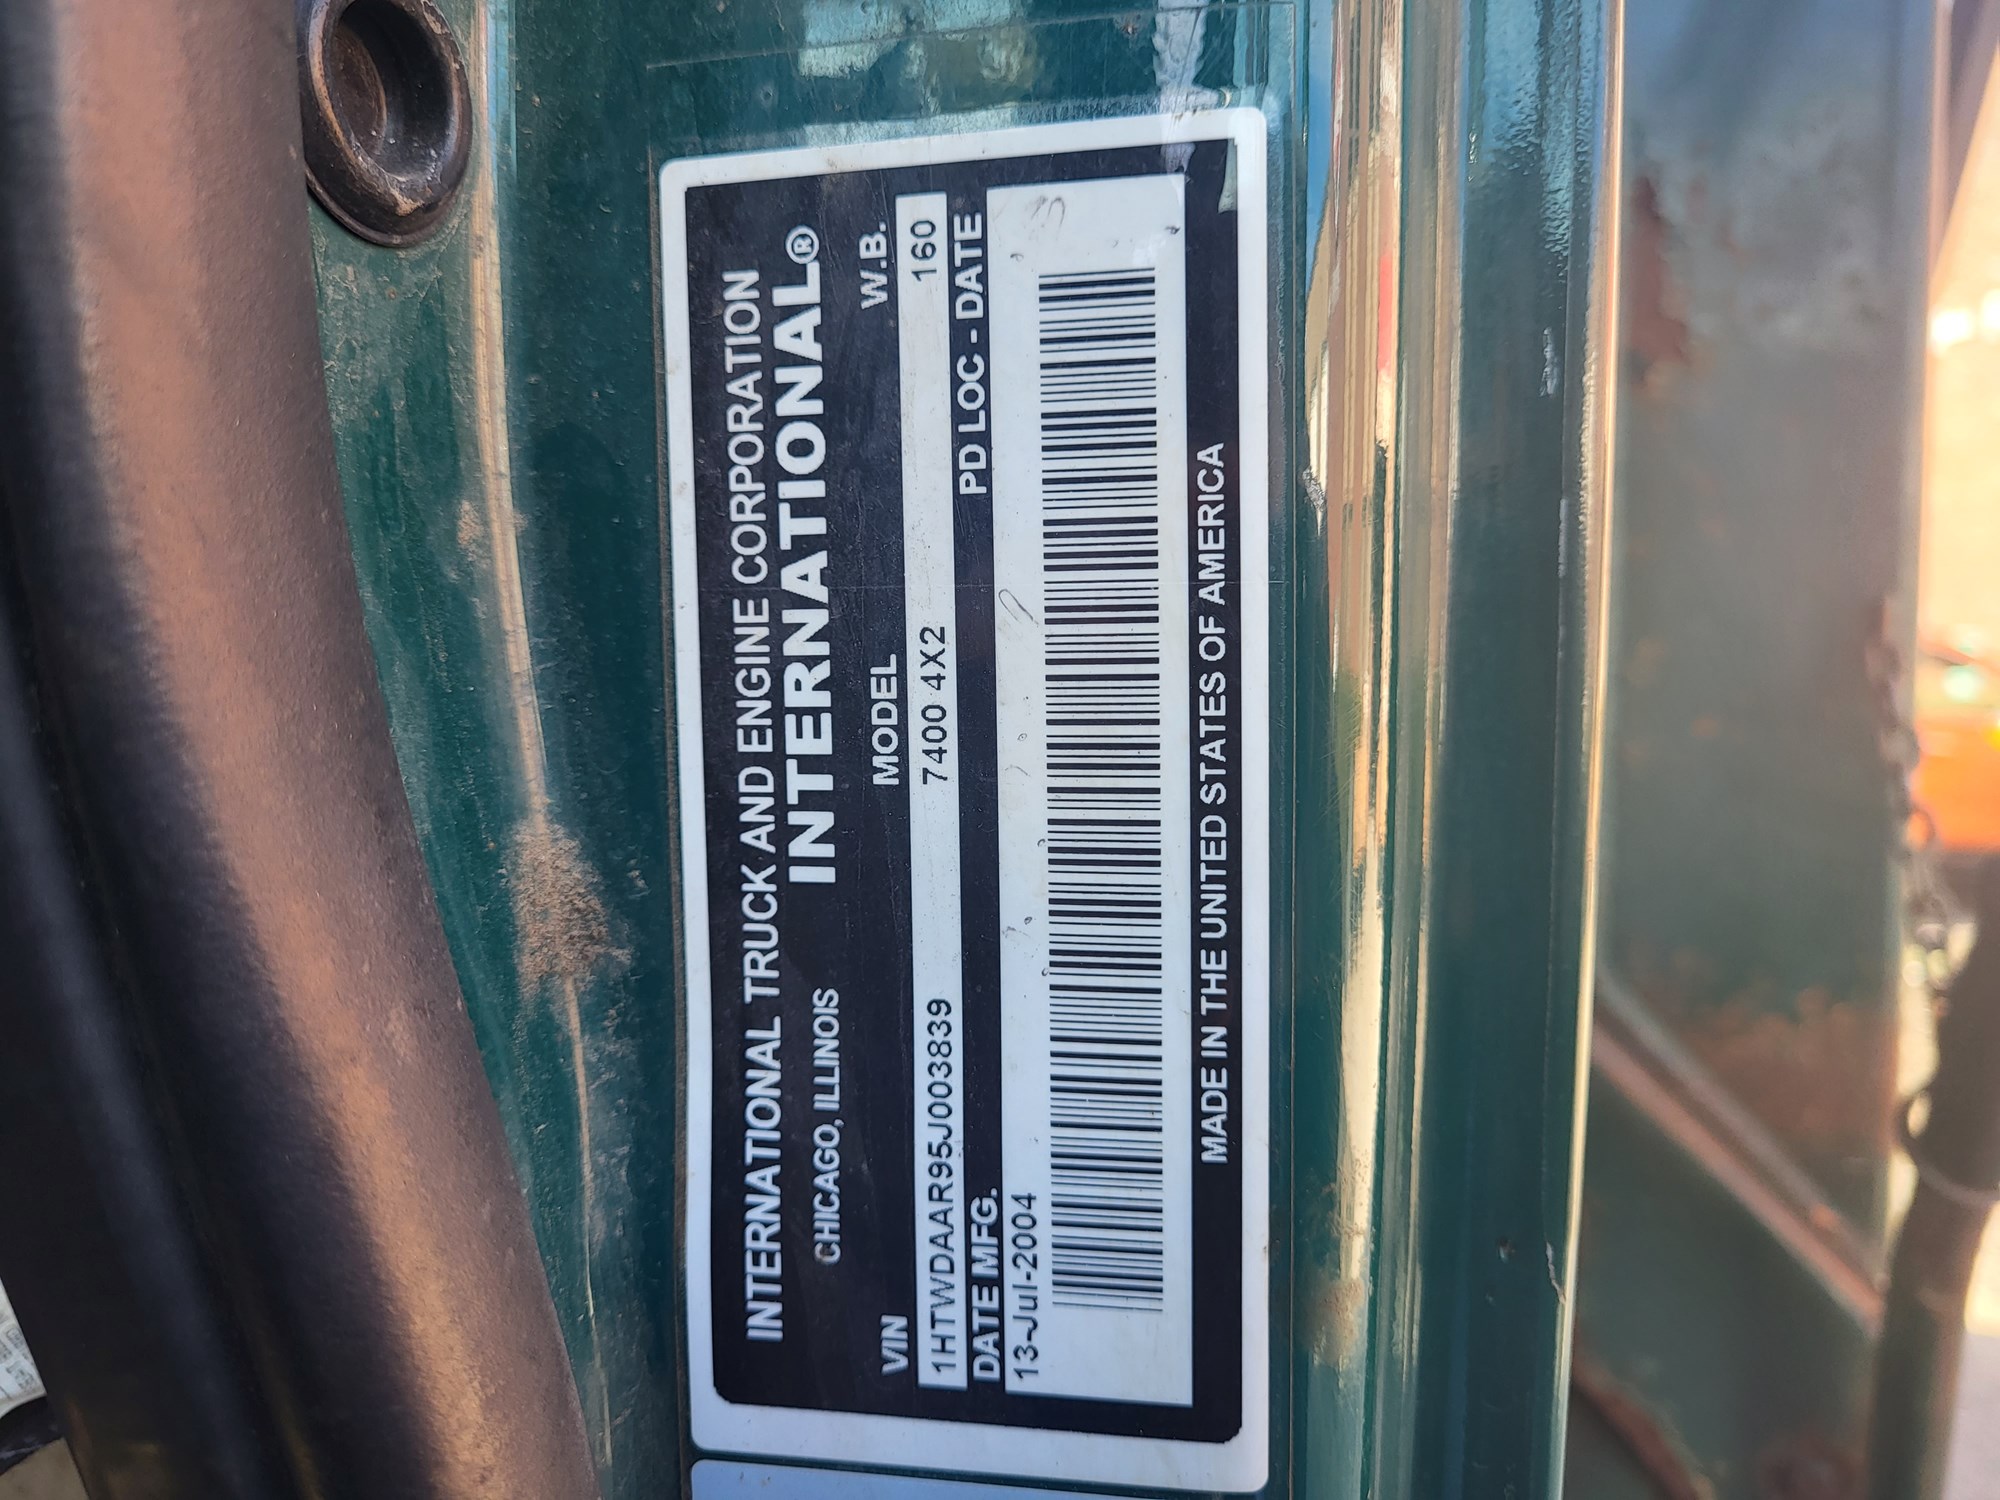 INTERNATIONAL TRUCK AND ENGINE CORPORATION
CHICAGO, ILLINOIS INTERNATIONAL®
VIN MODEL W.B.
1HTWDAAR95J003839 7400 4X2 160
DATE MFG. PD LOC - DATE
13-Jul-2004
MADE IN THE UNITED STATES OF AMERICA